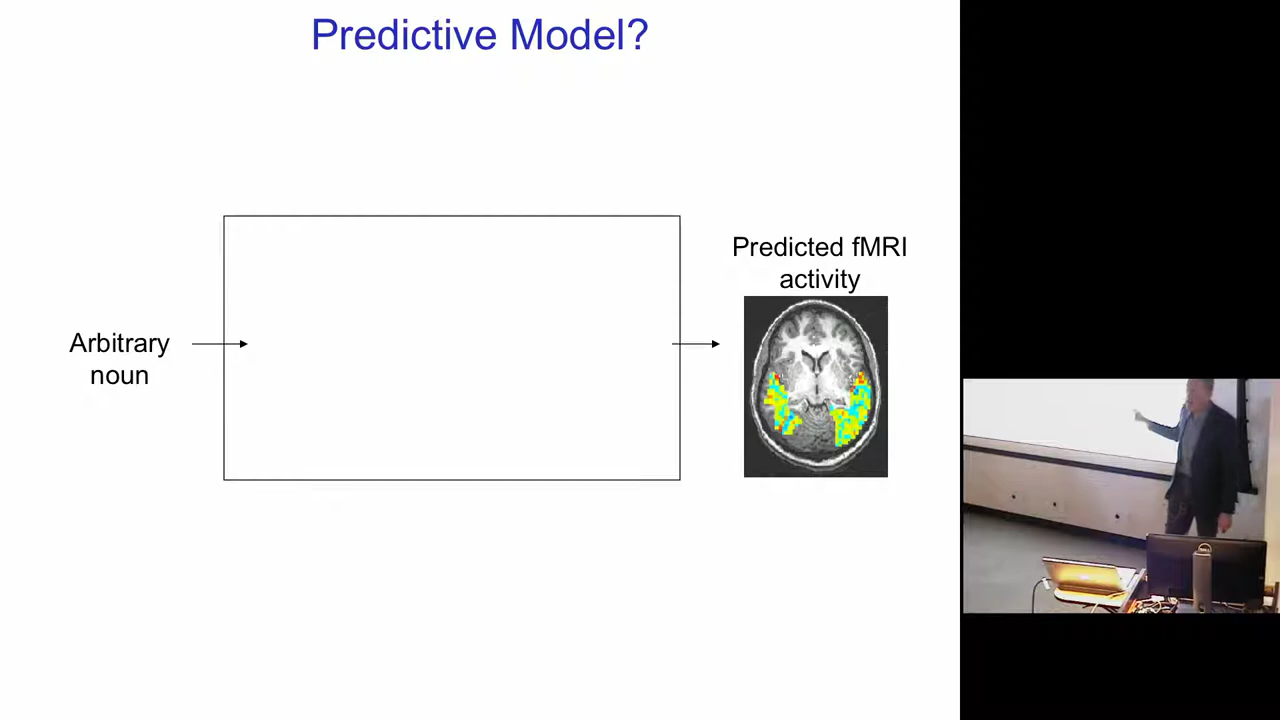 Predictive Model?
Predicted fMRI
activity
Arbitrary
noun